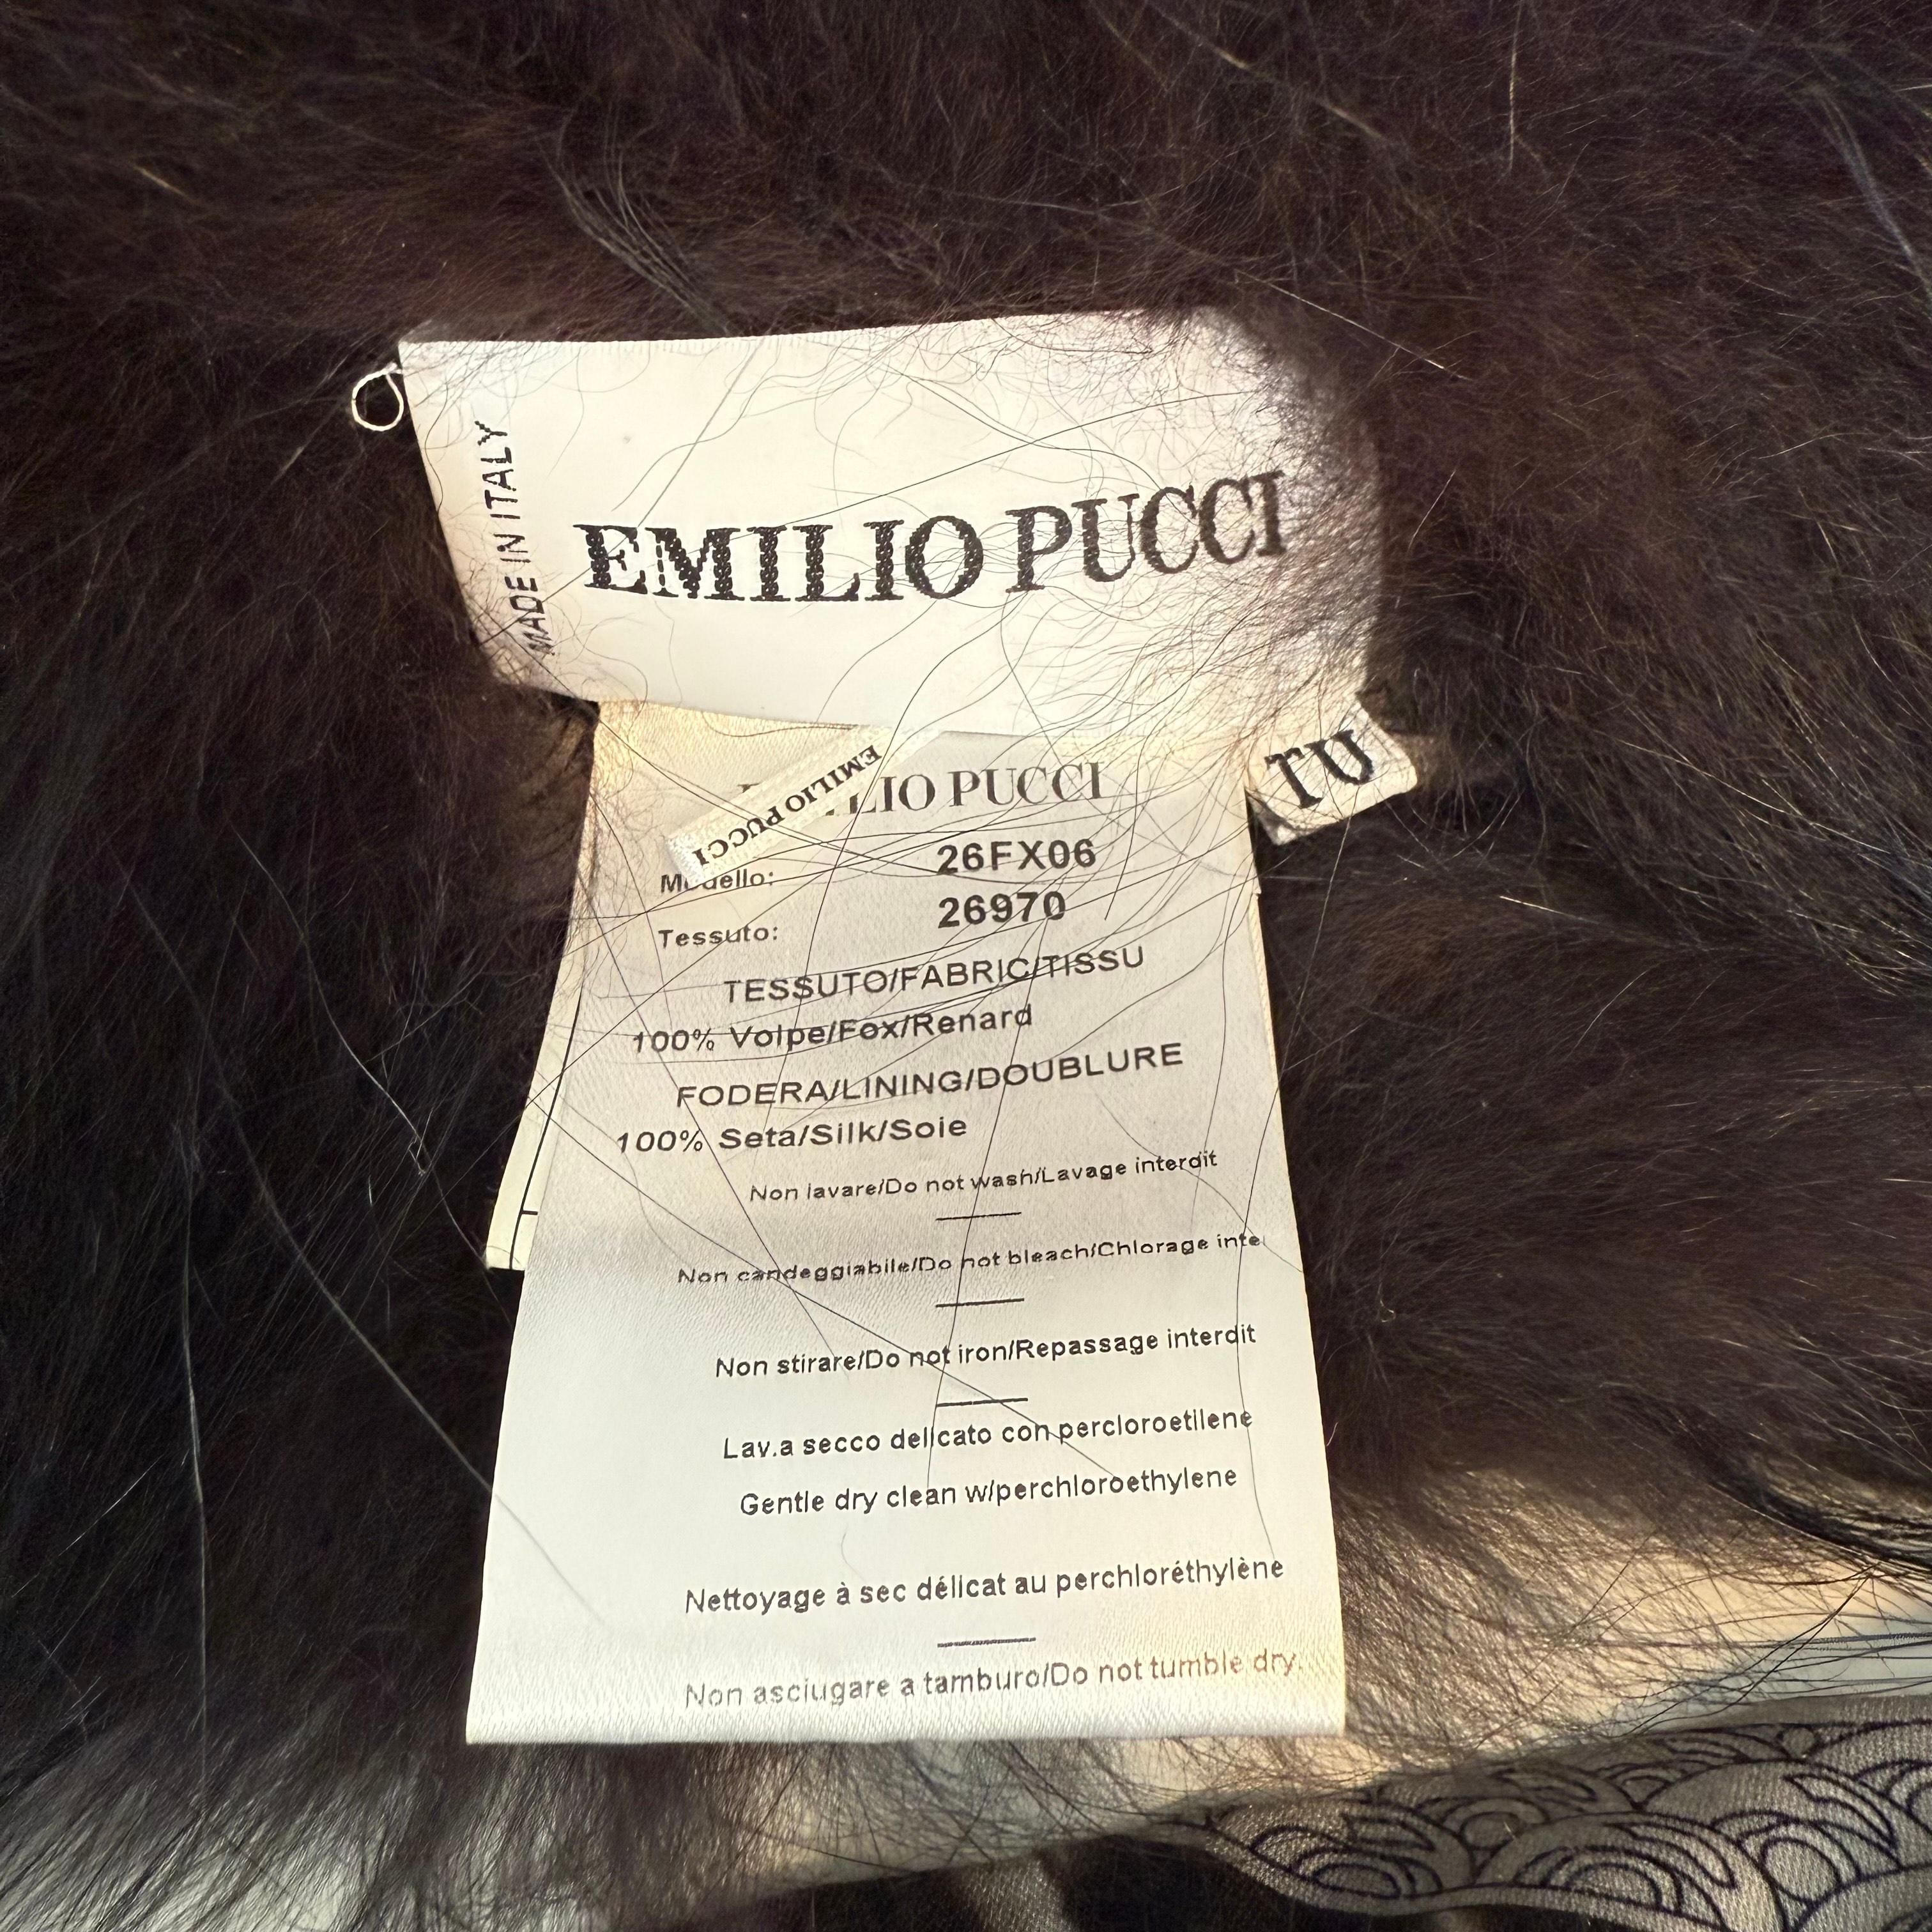 MADE IN ITALY
EMILIO PUCCI
EMILIO PUCCI
TU
EMILIO PUCCI
Modello: 26FX06
Tessuto: 26970
TESSUTO/FABRIC/TISSU
100% Volpe/Fox/Renard
FODERA/LINING/DOUBLURE
100% Seta/Silk/Soie
Non lavare/Do not wash/Lavage interdit
Non candeggiabile/Do not bleach/Chlorage inte
Non stirare/Do not iron/Repassage interdit
Lav.a secco delicato con percloroetilene
Gentle dry clean w/perchloroethylene
Nettoyage à sec délicat au perchloréthylène
Non asciugare a tamburo/Do not tumble dry.